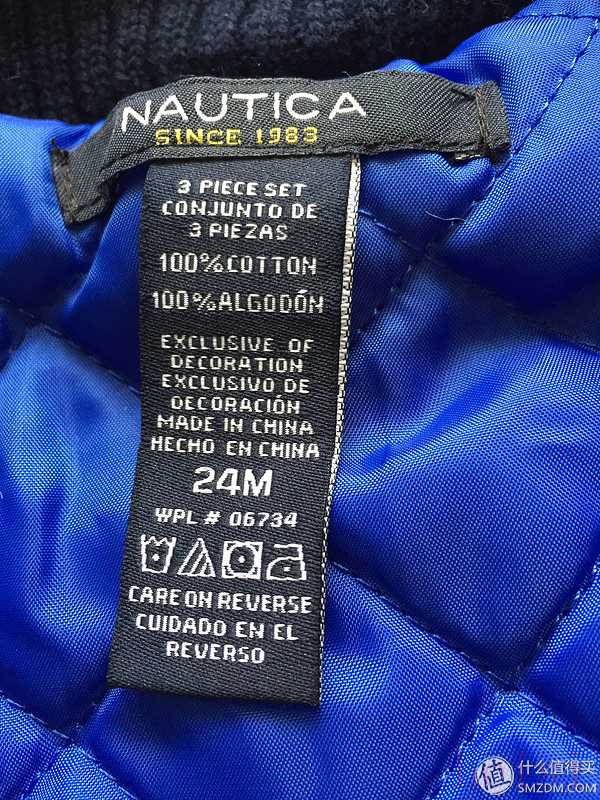 NAUTICA
SINCE 1983
3 PIECE SET
CONJUNTO DE
3 PIEZAS
100% COTTON
100% ALGODÓN
EXCLUSIVE OF
DECORATION
EXCLUSIVO DE
DECORACIÓN
MADE IN CHINA
HECHO EN CHINA
24M
WPL # 06734
CARE ON REVERSE
CUIDADO EN EL
REVERSO
值 什么值得买
SMZDM.COM